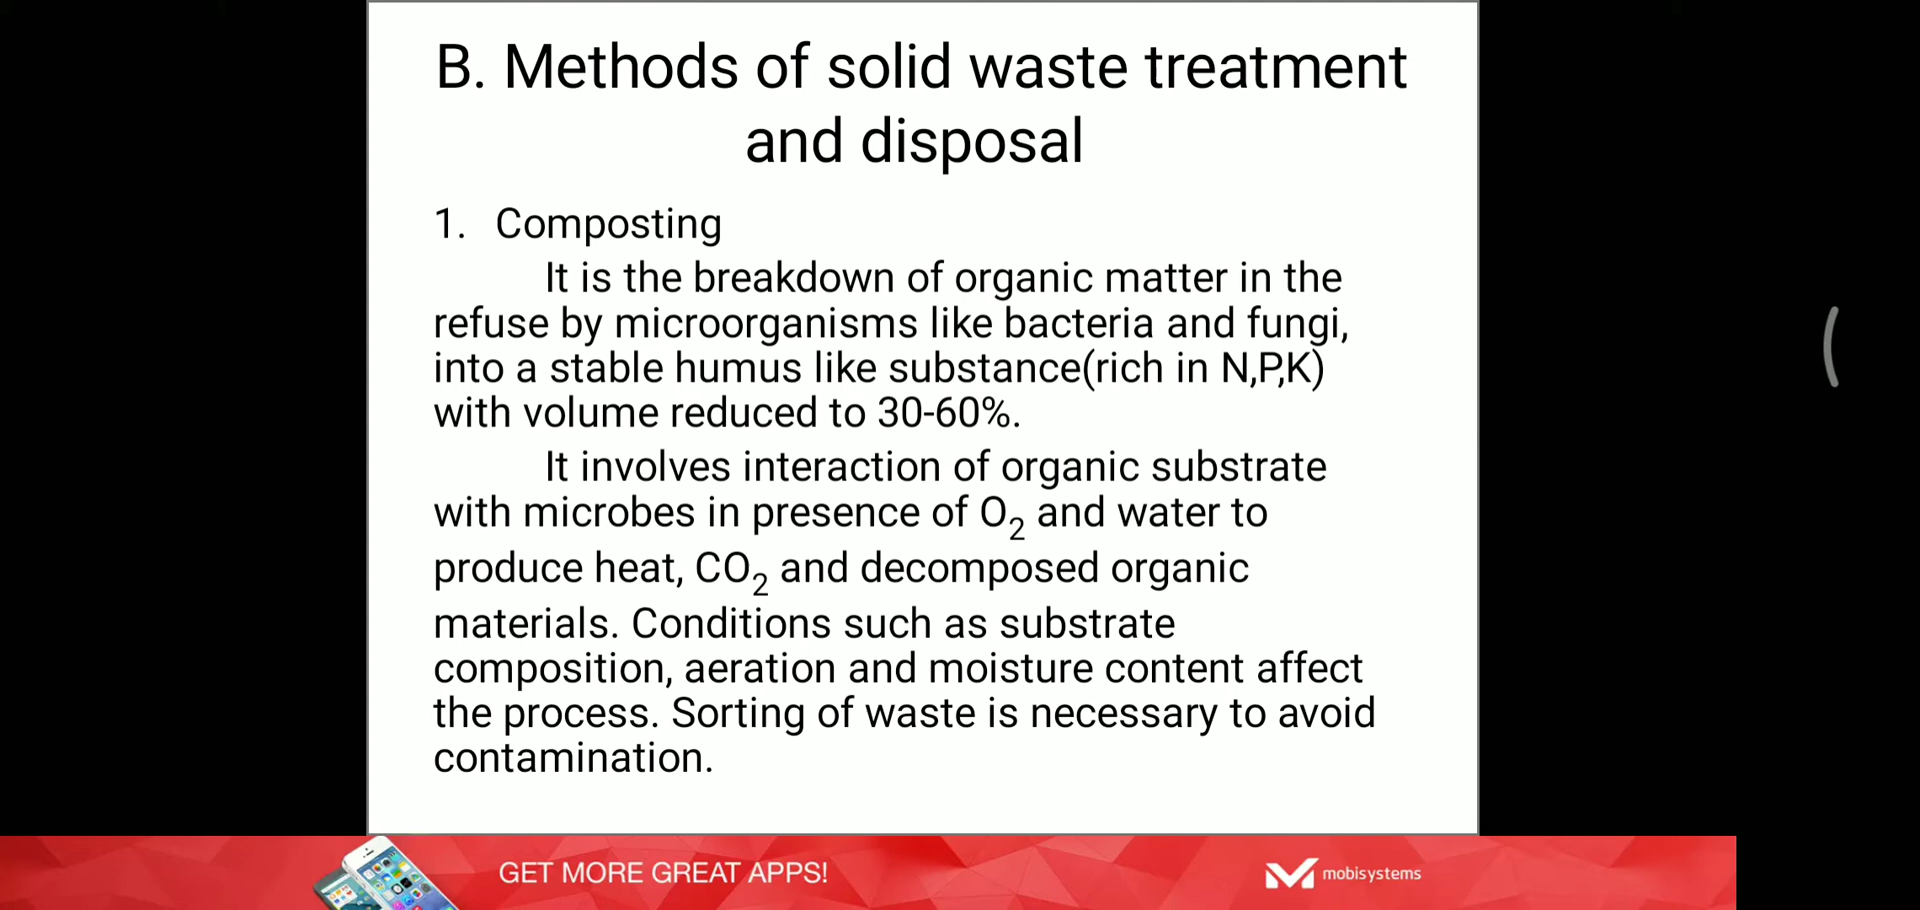 B. Methods of solid waste treatment
and disposal
1. Composting
It is the breakdown of organic matter in the
refuse by microorganisms like bacteria and fungi,
into a stable humus like substance(rich in N,P,K)
with volume reduced to 30-60%.
It involves interaction of organic substrate
with microbes in presence of O₂ and water to
produce heat, CO₂ and decomposed organic
materials. Conditions such as substrate
composition, aeration and moisture content affect
the process. Sorting of waste is necessary to avoid
contamination.
GET MORE GREAT APPS!
mobisystems